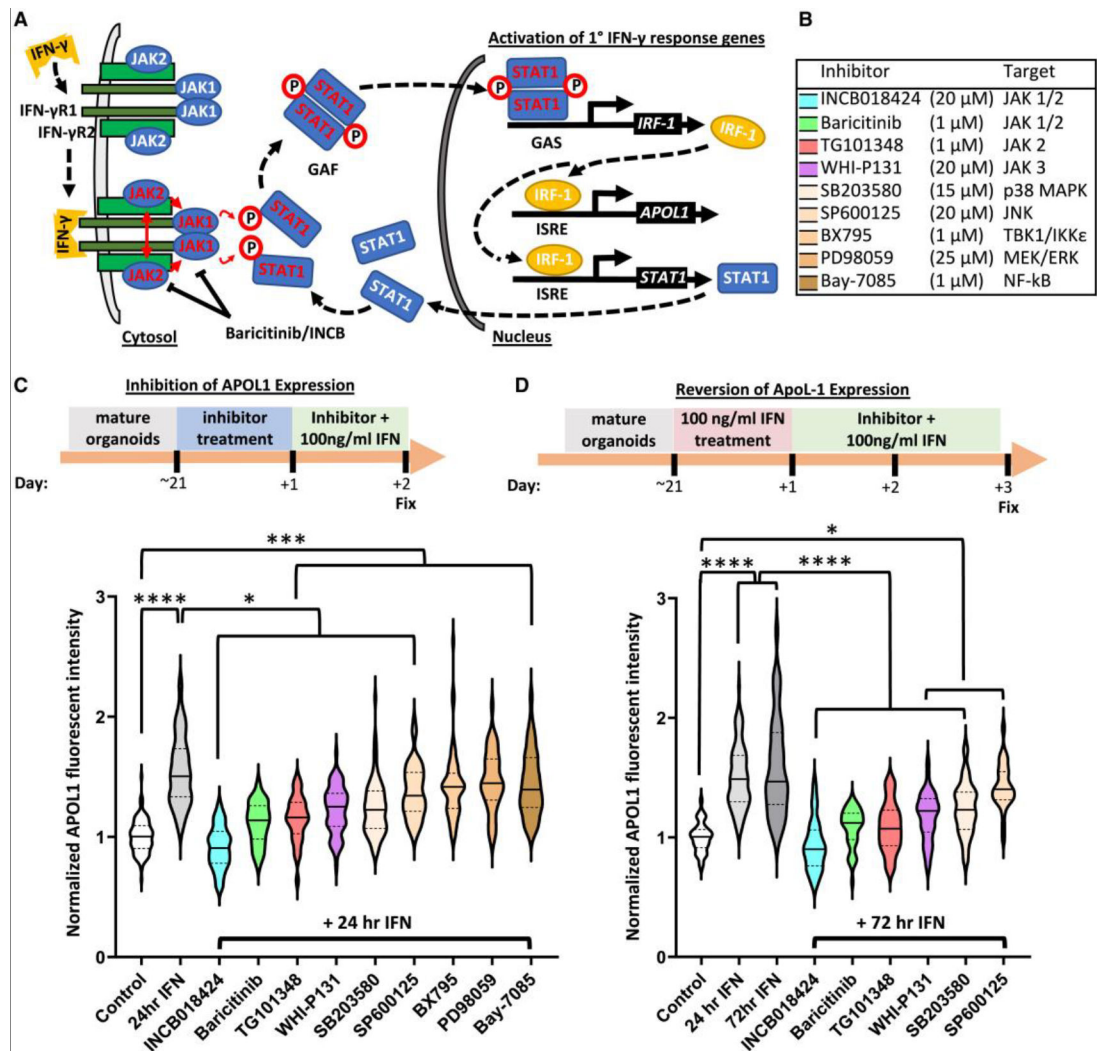 A
IFN-γ
JAK2
JAK1
IFN-γR1
JAK1
IFN-γR2
JAK2
JAK2
JAK1
IFN-γ
JAK1
JAK2
Baricitinib/INCB
Cytosol
P
STAT1
STAT1
P
GAF
P
STAT1
P
STAT1
STAT1
STAT1
Activation of 1° IFN-γ response genes
P
STAT1
P
STAT1
GAS
IRF-1
IRF-1
IRF-1
ISRE
APOL1
IRF-1
ISRE
STAT1
STAT1
Nucleus
B
Inhibitor Target
INCB018424 (20 µM) JAK 1/2
Baricitinib (1 µM) JAK 1/2
TG101348 (1 µM) JAK 2
WHI-P131 (20 µM) JAK 3
SB203580 (15 µM) p38 MAPK
SP600125 (20 µM) JNK
BX795 (1 µM) TBK1/IKKε
PD98059 (25 µM) MEK/ERK
Bay-7085 (1 µM) NF-kB
C
Inhibition of APOL1 Expression
mature organoids
inhibitor treatment
Inhibitor + 100ng/ml IFN
Day: ~21 +1 +2
Fix
***
**** *
Normalized APOL1 fluorescent intensity
3
2
1
0
+ 24 hr IFN
Control
24hr IFN
INCB018424
Baricitinib
TG101348
WHI-P131
SB203580
SP600125
BX795
PD98059
Bay-7085
D
Reversion of ApoL-1 Expression
mature organoids
100 ng/ml IFN treatment
Inhibitor + 100ng/ml IFN
Day: ~21 +1 +2 +3
Fix
*
**** ****
Normalized APOL1 fluorescent intensity
3
2
1
0
+ 72 hr IFN
Control
24 hr IFN
72hr IFN
INCB018424
Baricitinib
TG101348
WHI-P131
SB203580
SP600125